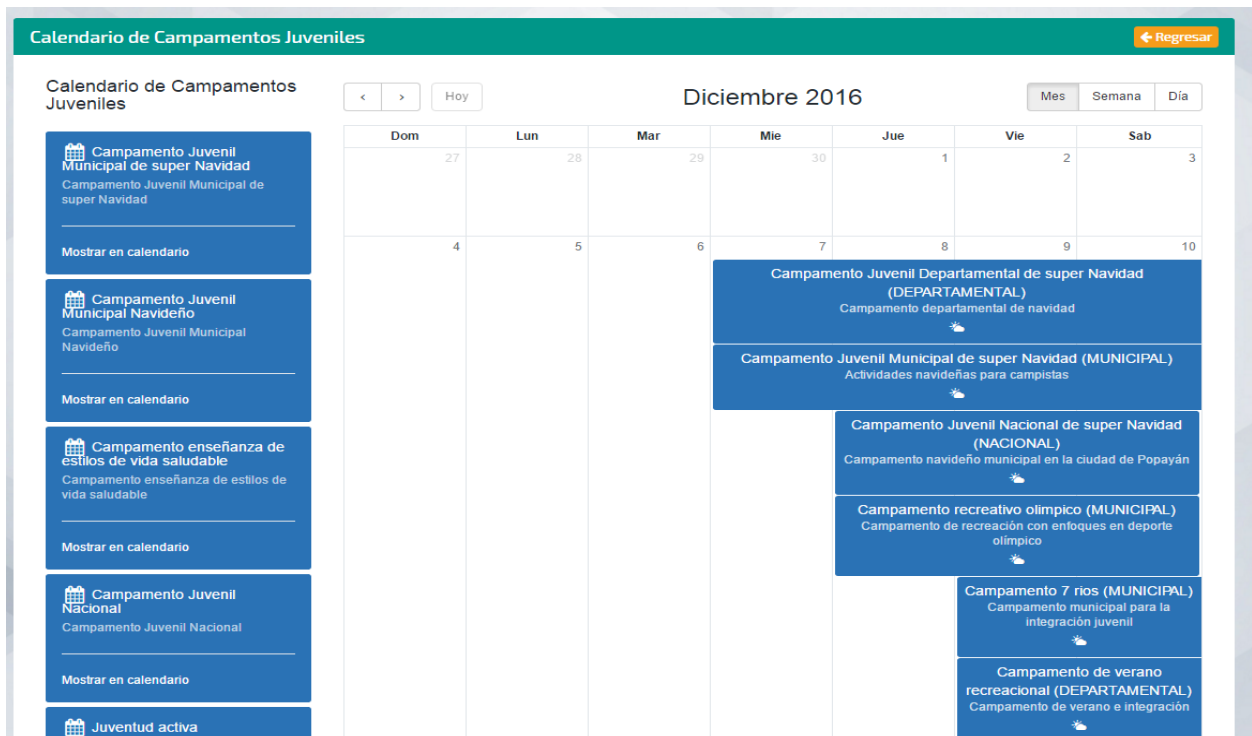 Calendario de Campamentos Juveniles
Regresar
Calendario de Campamentos
Juveniles
Campamento Juvenil
Municipal de super Navidad
Campamento Juvenil Municipal de
super Navidad
Mostrar en calendario
Campamento Juvenil
Municipal Navideño
Campamento Juvenil Municipal
Navideño
Mostrar en calendario
Campamento enseñanza de
estilos de vida saludable
Campamento enseñanza de estilos de
vida saludable
Mostrar en calendario
Campamento Juvenil
Nacional
Campamento Juvenil Nacional
Mostrar en calendario
Juventud activa
Hoy
Diciembre 2016
Mes Semana Día
Dom Lun Mar Mie Jue Vie Sab
27 28 29 30 1 2 3
4 5 6 7 8 9 10
Campamento Juvenil Departamental de super Navidad
(DEPARTAMENTAL)
Campamento departamental de navidad
Campamento Juvenil Municipal de super Navidad (MUNICIPAL)
Actividades navideñas para campistas
Campamento Juvenil Nacional de super Navidad
(NACIONAL)
Campamento navideño municipal en la ciudad de Popayán
Campamento recreativo olimpico (MUNICIPAL)
Campamento de recreación con enfoques en deporte
olímpico
Campamento 7 rios (MUNICIPAL)
Campamento municipal para la
integración juvenil
Campamento de verano
recreacional (DEPARTAMENTAL)
Campamento de verano e integración